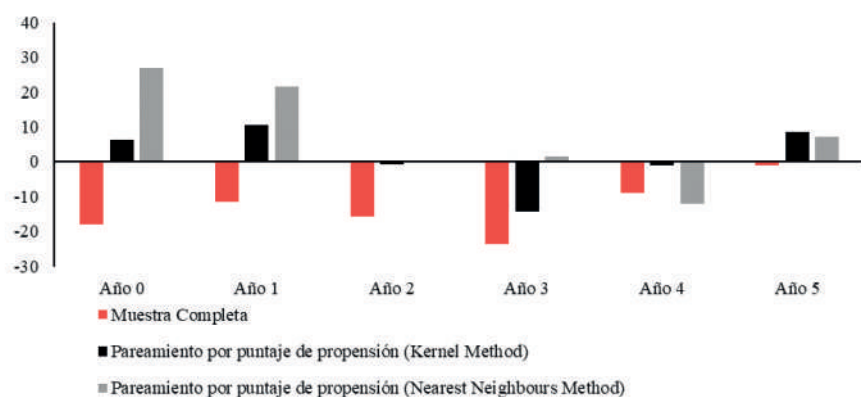 40
30
20
10
0
-10
-20
-30
Año 0 Año 1 Año 2 Año 3 Año 4 Año 5
Muestra Completa
Pareamiento por puntaje de propensión (Kernel Method)
Pareamiento por puntaje de propensión (Nearest Neighbours Method)